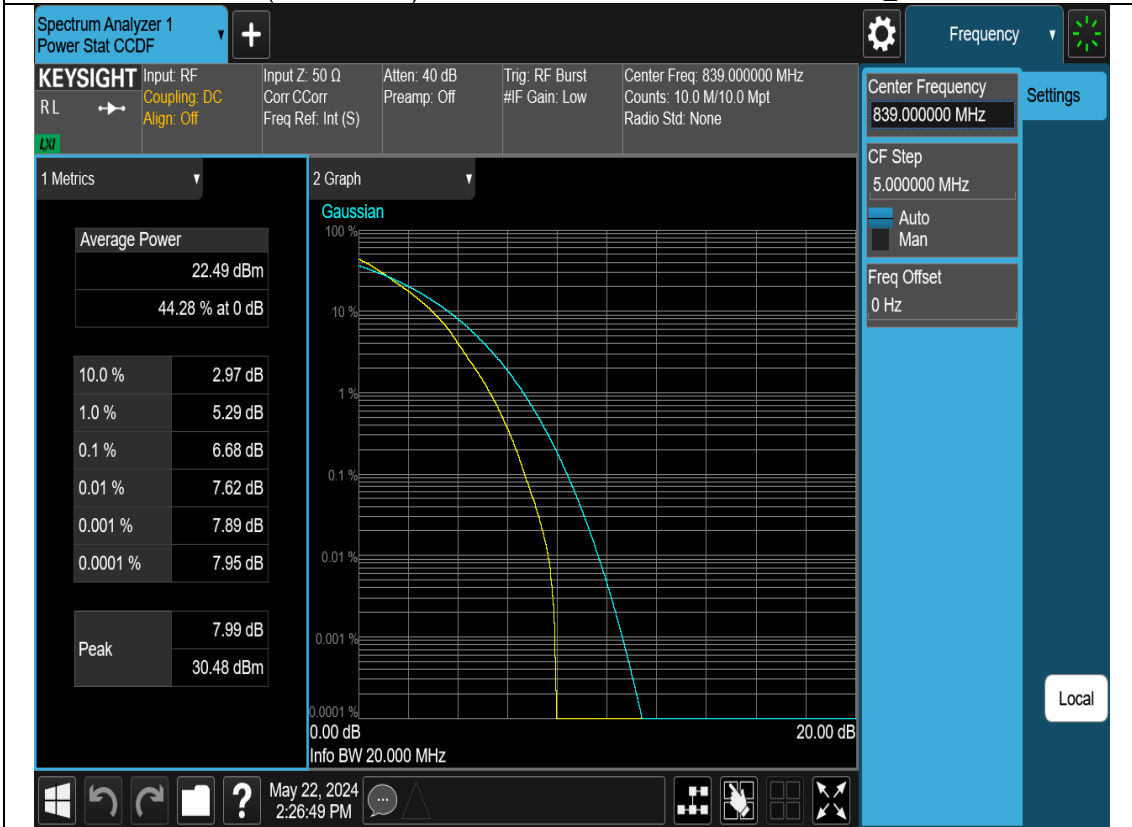 Spectrum Analyzer 1
Power Stat CCDF
Frequency
KEYSIGHT
R L
LXI
Input: RF
Coupling: DC
Align: Off
Input Z: 50 Ω
Corr CCorr
Freq Ref: Int (S)
Atten: 40 dB
Preamp: Off
Trig: RF Burst
#IF Gain: Low
Center Freq: 839.000000 MHz
Counts: 10.0 M/10.0 Mpt
Radio Std: None
Center Frequency
839.000000 MHz
Settings
CF Step
5.000000 MHz
Auto
Man
Freq Offset
0 Hz
1 Metrics
Average Power
22.49 dBm
44.28 % at 0 dB
10.0 % 2.97 dB
1.0 % 5.29 dB
0.1 % 6.68 dB
0.01 % 7.62 dB
0.001 % 7.89 dB
0.0001 % 7.95 dB
Peak 7.99 dB
30.48 dBm
2 Graph
Gaussian
100 %
10 %
1 %
0.1 %
0.01 %
0.001 %
0.0001 %
0.00 dB 20.00 dB
Info BW 20.000 MHz
Local
?
May 22, 2024
2:26:49 PM